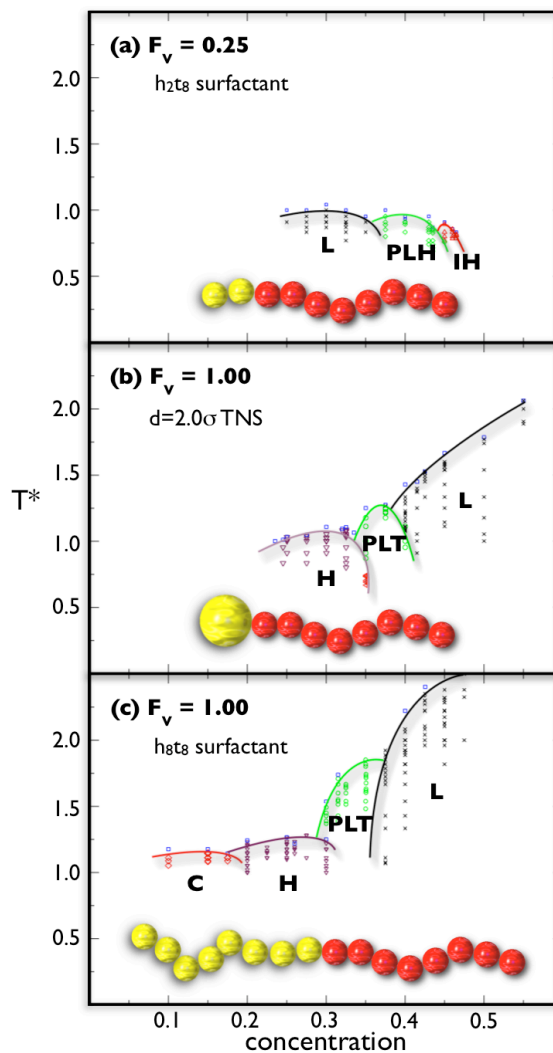 (a) Fv = 0.25
h2t8 surfactant
2.0
1.5
1.0
0.5
L
PLH
IH
(b) Fv = 1.00
d=2.0σ TNS
2.0
1.5
T*
1.0
0.5
L
PLT
H
(c) Fv = 1.00
h8t8 surfactant
2.0
1.5
1.0
0.5
L
PLT
C
H
0.1 0.2 0.3 0.4 0.5
concentration